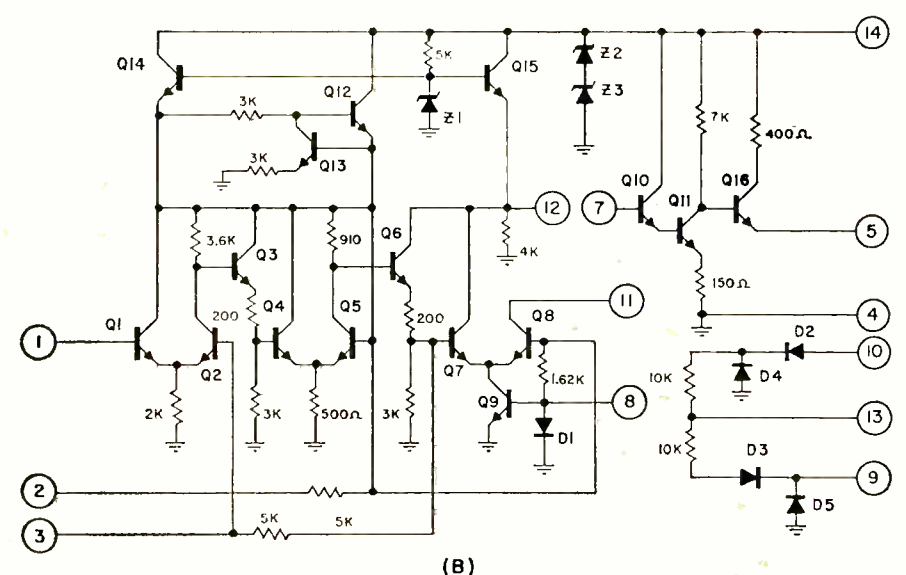 14
Q14
5K
Q15
Z2
Z3
3K
Q12
Z1
7K
400Ω
3K
Q13
Q10
Q11
Q16
7
12
5
3.6K
Q3
910
Q6
4K
150Ω
Q1
200
Q4
Q5
200
11
Q8
4
1
Q2
Q7
D2
10
1.62K
10K
D4
2K
3K
500Ω
3K
Q9
8
D1
13
10K
D3
9
2
D5
3
5K
5K
(B)